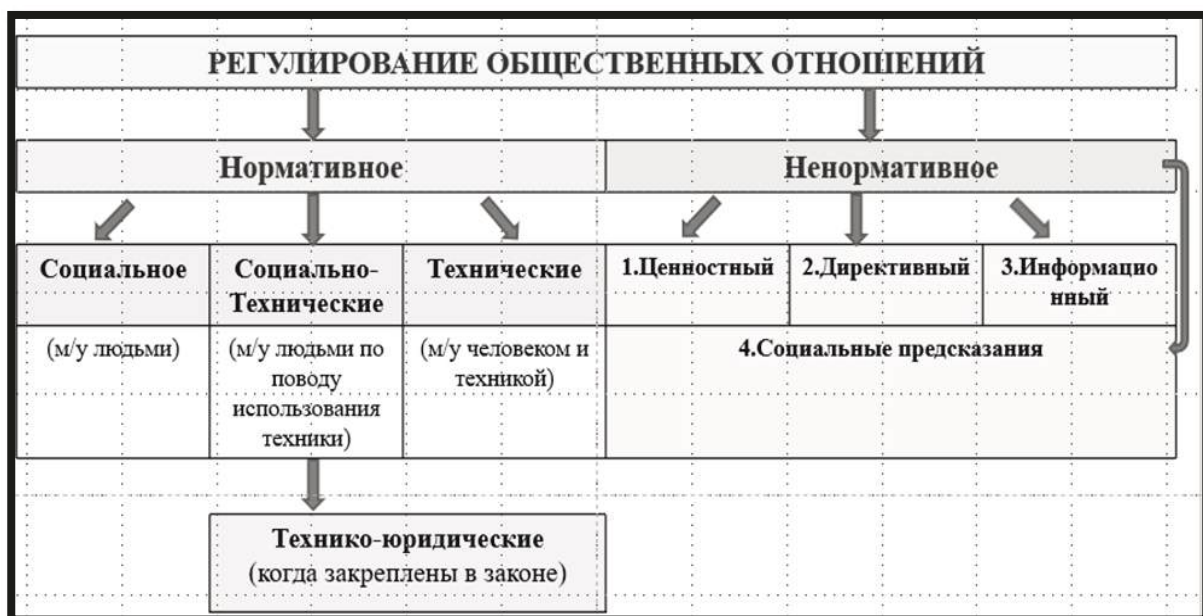 РЕГУЛИРОВАНИЕ ОБЩЕСТВЕННЫХ ОТНОШЕНИЙ
Нормативное
Ненормативное
Социальное
Социально-
Технические
Технические
1.Ценностный
2.Директивный
3.Информацио
нный
(м/у людьми)
(м/у людьми по
поводу
использования
техники)
(м/у человеком и
техникой)
4.Социальные предсказания
Технико-юридические
(когда закреплены в законе)